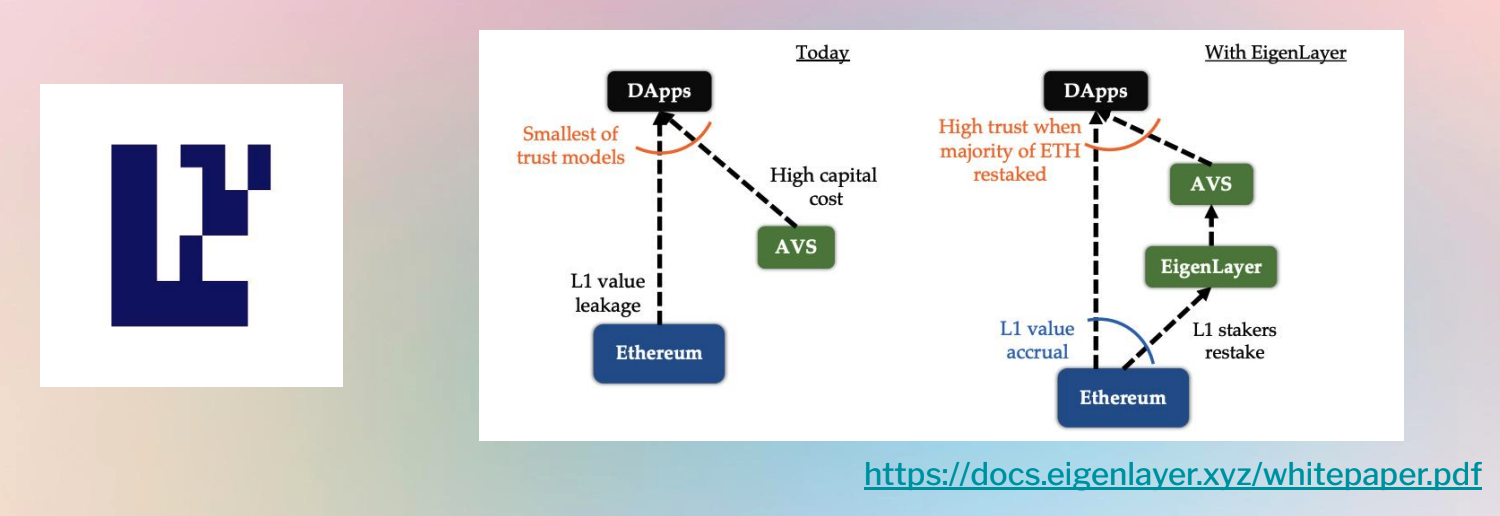 Today
DApps
Smallest of
trust models
High capital
cost
AVS
L1 value
leakage
Ethereum
With EigenLayer
DApps
High trust when
majority of ETH
restaked
AVS
EigenLayer
L1 value
accrual
L1 stakers
restake
Ethereum
https://docs.eigenlayer.xyz/whitepaper.pdf